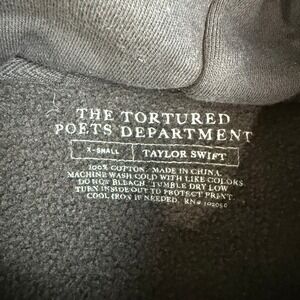 THE TORTURED
POETS DEPARTMENT
X-SMALL TAYLOR SWIFT
100% COTTON. MADE IN CHINA.
MACHINE WASH COLD WITH LIKE COLORS
DO NOT BLEACH. TUMBLE DRY LOW
TURN INSIDE OUT TO PROTECT PRINT.
COOL IRON IF NEEDED. RN# 102050